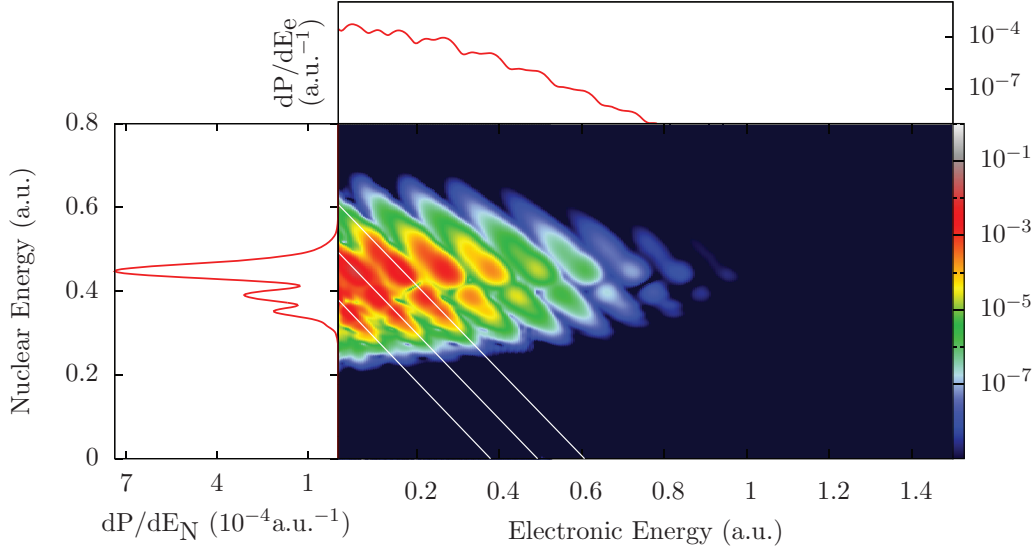 dP/dEe
(a.u.⁻¹)
10⁻⁴
10⁻⁷
Nuclear Energy (a.u.)
0.8
0.6
0.4
0.2
0
10⁻¹
10⁻³
10⁻⁵
10⁻⁷
7 4 1
0.2 0.4 0.6 0.8 1 1.2 1.4
dP/dEN (10⁻⁴a.u.⁻¹)
Electronic Energy (a.u.)